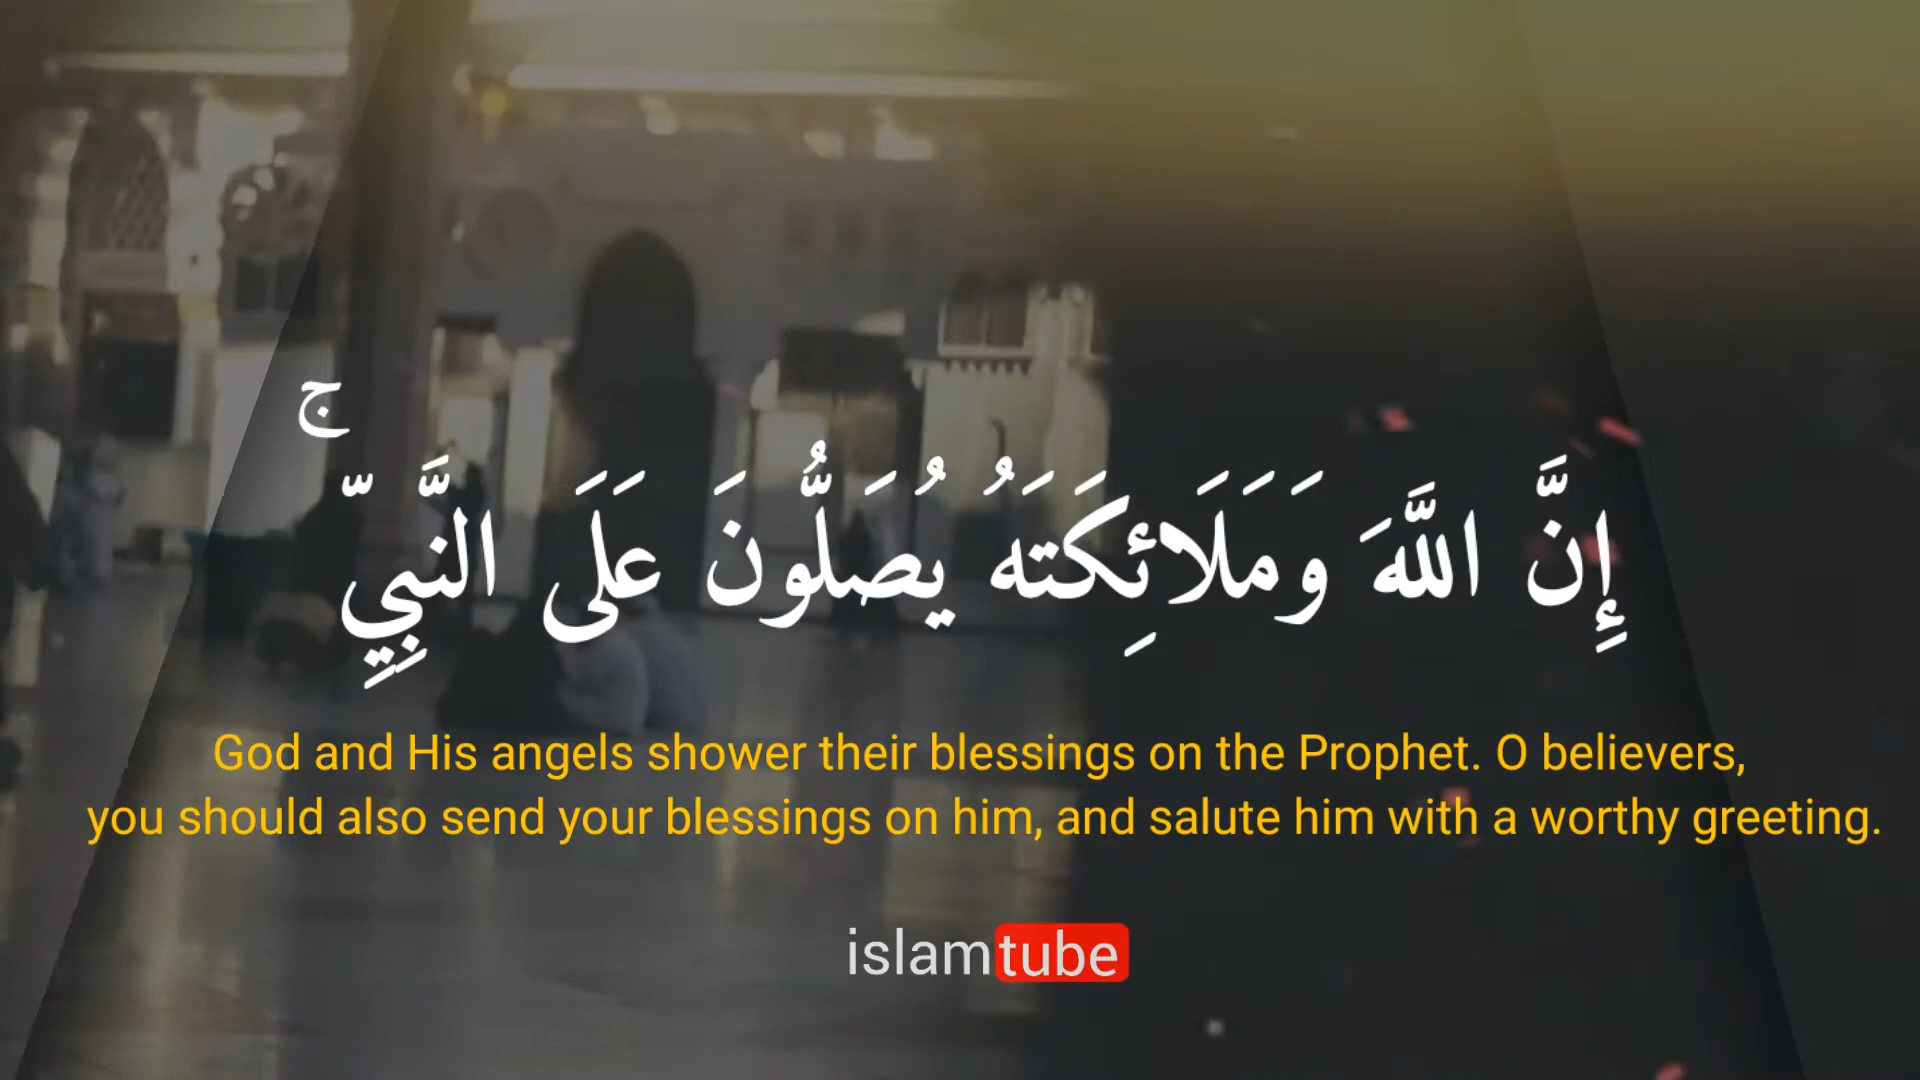 إِنَّ اللَّهَ وَمَلَائِكَتَهُ يُصَلُّونَ عَلَى النَّبِيِّ ۚ
God and His angels shower their blessings on the Prophet. O believers,
you should also send your blessings on him, and salute him with a worthy greeting.
islamtube